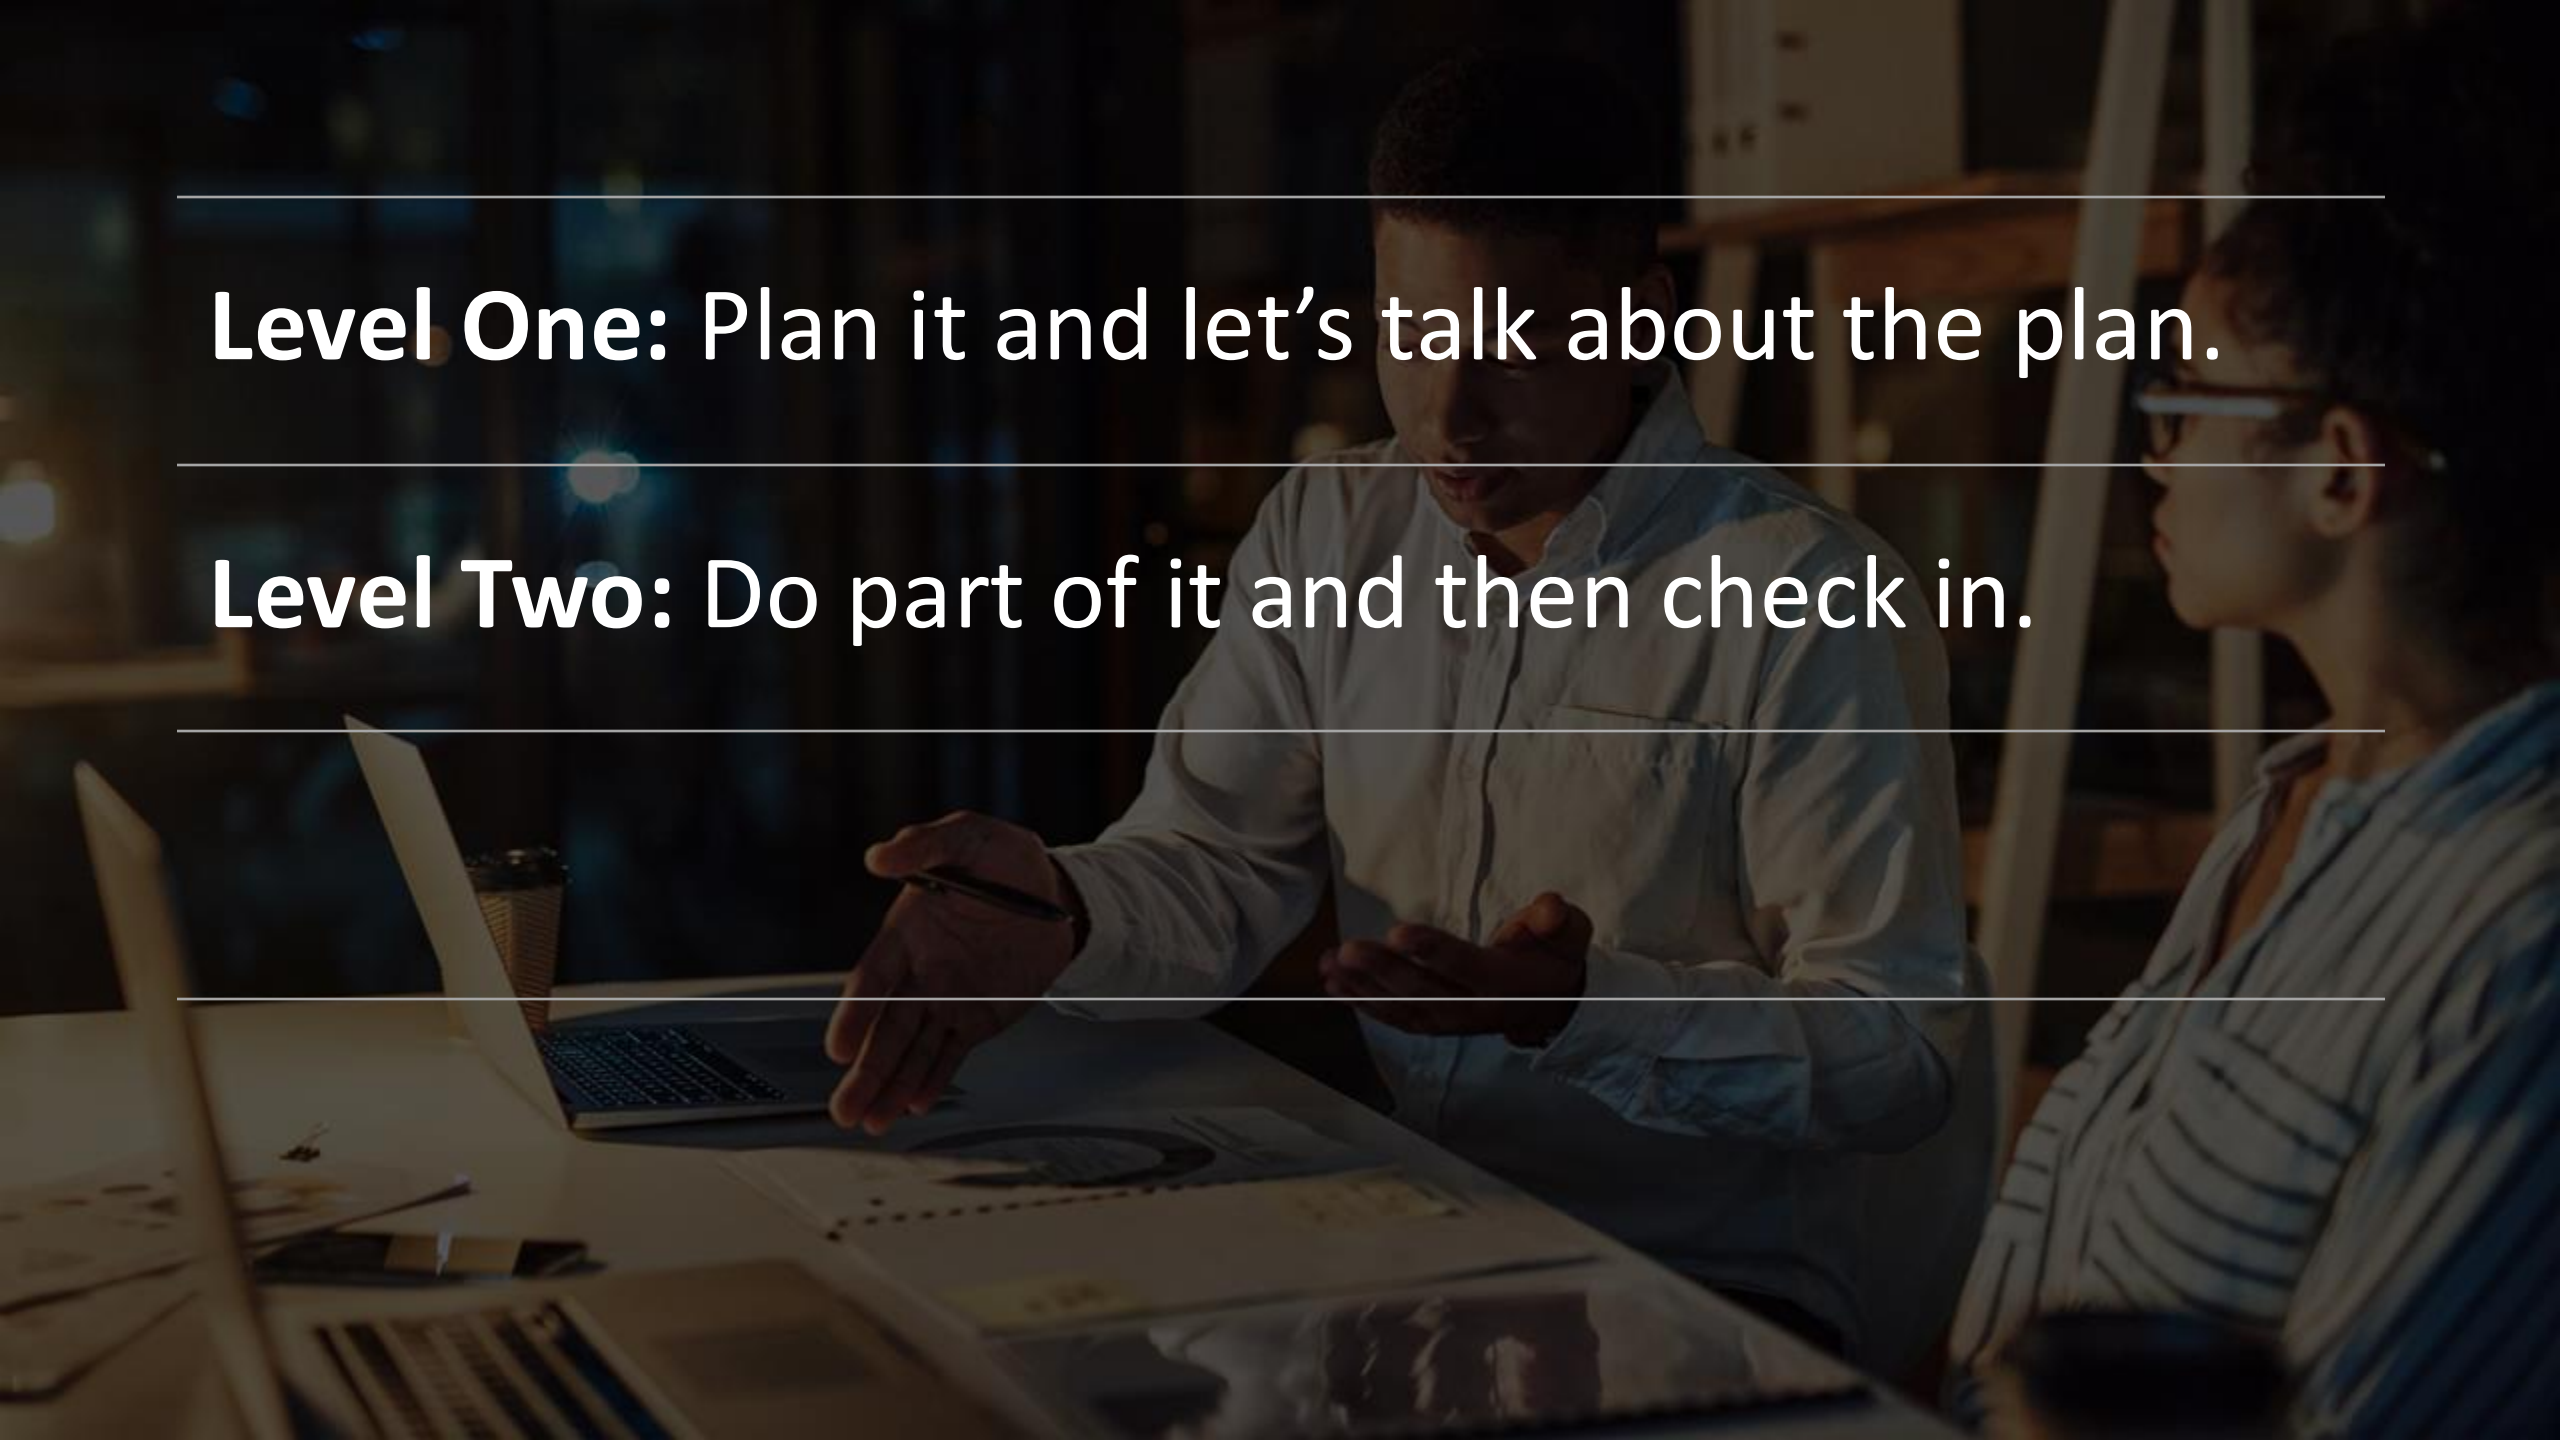 Level One: Plan it and let’s talk about the plan.
Level Two: Do part of it and then check in.